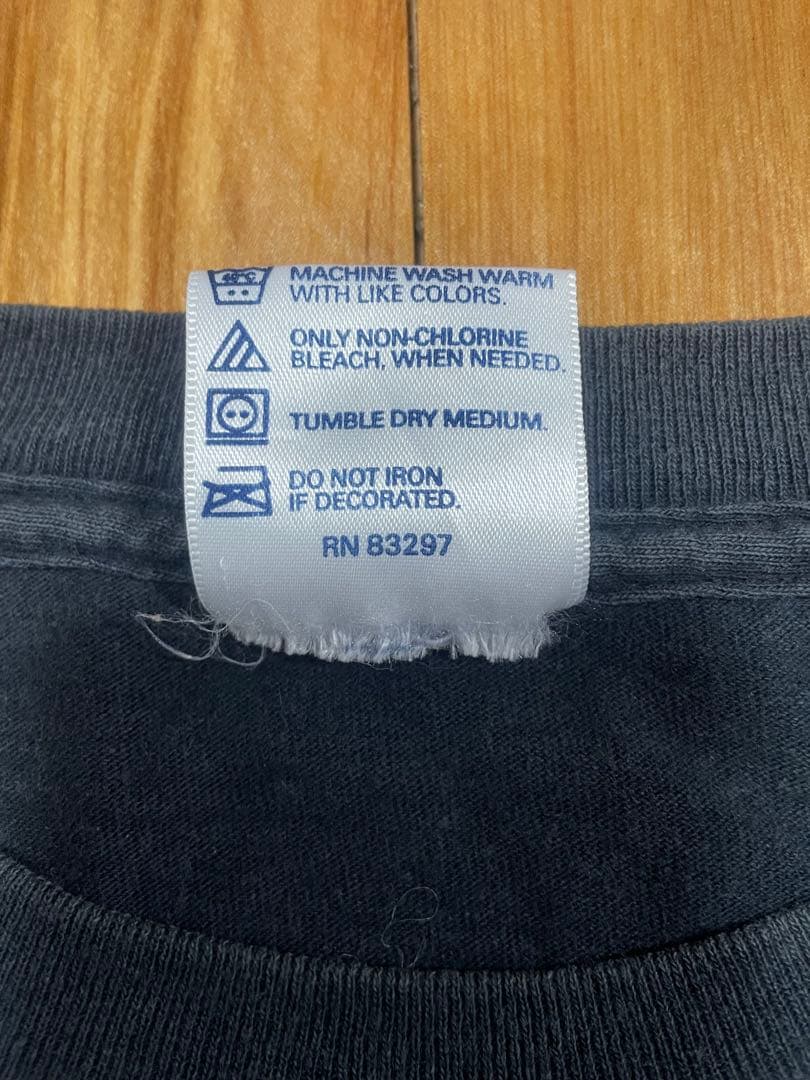 40°C
MACHINE WASH WARM
WITH LIKE COLORS.
ONLY NON-CHLORINE
BLEACH, WHEN NEEDED.
TUMBLE DRY MEDIUM.
DO NOT IRON
IF DECORATED.
RN 83297